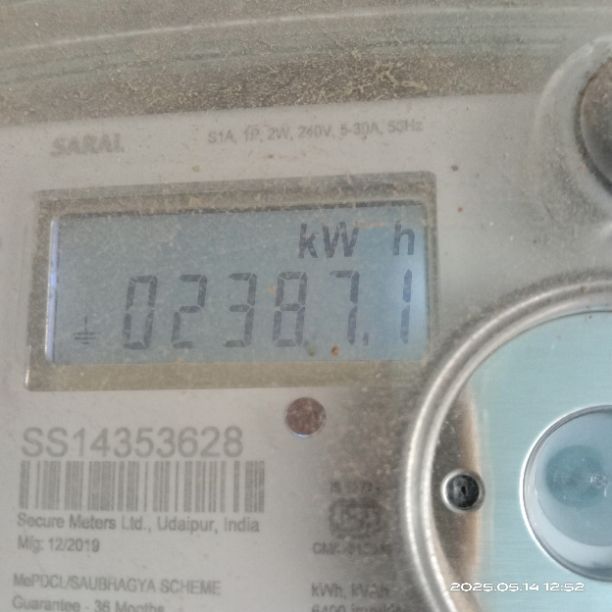 SARAL
S1A, 1P, 2W, 240V, 5-30A, 50Hz
kW h
02387.1
SS14353628
Secure Meters Ltd., Udaipur, India
Mfg: 12/2019
MePDCL/SAUBHAGYA SCHEME
Guarantee - 36 Months
kWh,
2025.05.14 12:52